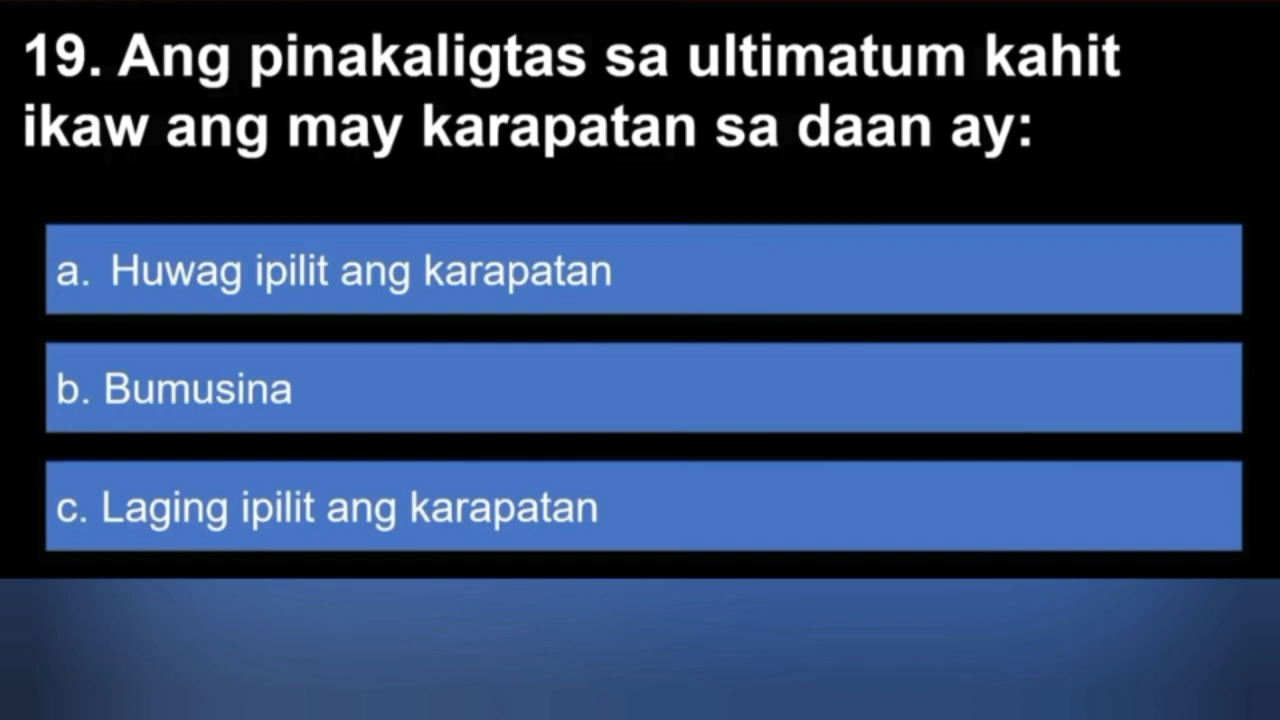 19. Ang pinakaligtas sa ultimatum kahit
ikaw ang may karapatan sa daan ay:
a. Huwag ipilit ang karapatan
b. Bumusina
c. Laging ipilit ang karapatan